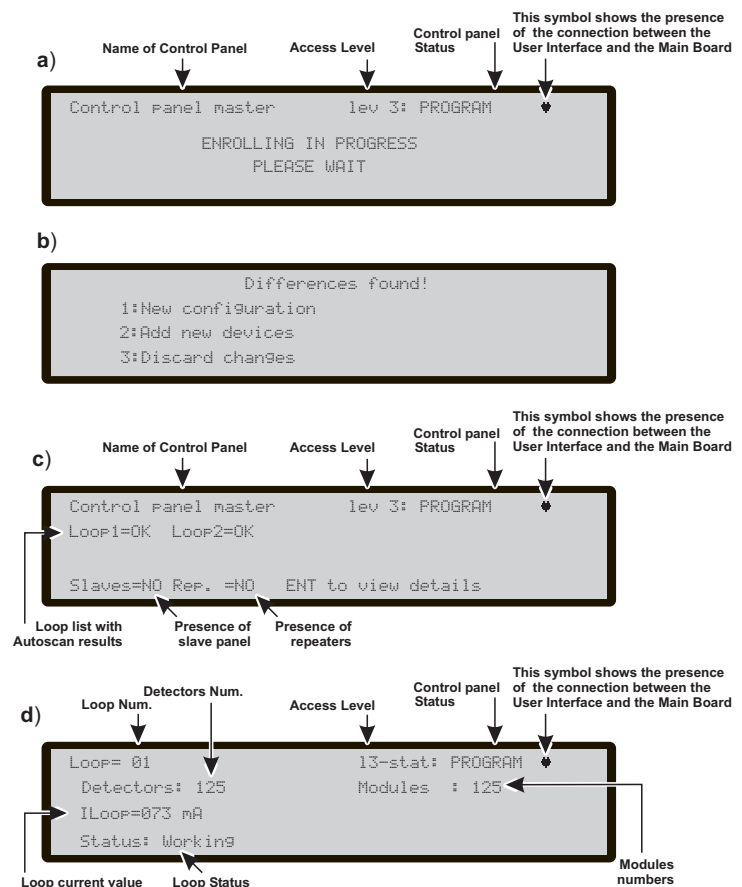 This symbol shows the presence
of the connection between the
User Interface and the Main Board
Control panel
Status
Access Level
Name of Control Panel
a)
Control panel master lev 3: PROGRAM ♥
ENROLLING IN PROGRESS
PLEASE WAIT
b)
Differences found!
1:New configuration
2:Add new devices
3:Discard changes
This symbol shows the presence
of the connection between the
User Interface and the Main Board
Control panel
Status
Access Level
Name of Control Panel
c)
Control panel master lev 3: PROGRAM ♥
Loop1=OK Loop2=OK
Slaves=NO Rep. =NO ENT to view details
Loop list with
Autoscan results
Presence of
slave panel
Presence of
repeaters
This symbol shows the presence
of the connection between the
User Interface and the Main Board
Control panel
Status
Access Level
Detectors Num.
Loop Num.
d)
Loop= 01 l3-stat: PROGRAM ♥
Detectors: 125 Modules : 125
ILoop=073 mA
Status: Working
Loop current value
Loop Status
Modules
numbers